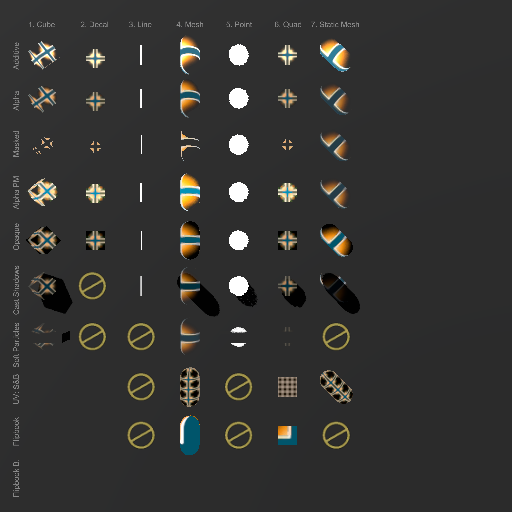 1. Cube 2. Decal 3. Line 4. Mesh 5. Point 6. Quad 7. Static Mesh
Additive
Alpha
Masked
Alpha PM
Opaque
Cast Shadows
Soft Particles
UV: S&B
Flipbook
Flipbook B.